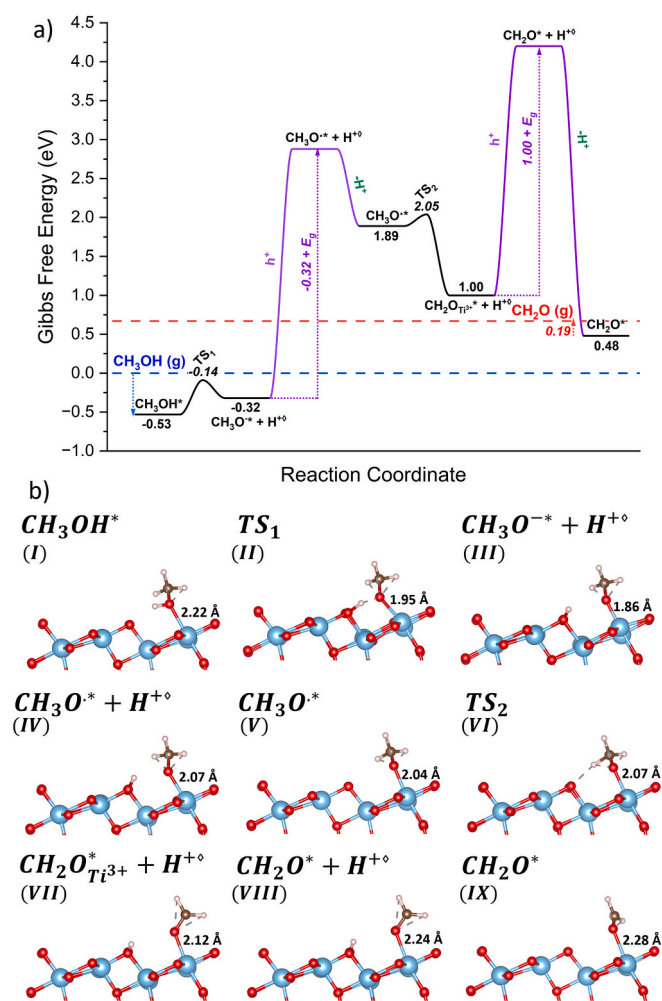 a)
Gibbs Free Energy (eV)
4.5
4.0
3.5
3.0
2.5
2.0
1.5
1.0
0.5
0.0
−0.5
−1.0
CH₂O* + H⁺◊
CH₃O·* + H⁺◊
h⁺
-0.32 + E_g
-H⁺
CH₃O·*
1.89
TS₂
2.05
h⁺
1.00 + E_g
-H⁺
1.00
CH₂O_Ti³⁺* + H⁺◊
CH₂O (g)
0.19
CH₂O*
0.48
CH₃OH (g)
TS₁
-0.14
CH₃OH*
-0.53
-0.32
CH₃O⁻* + H⁺◊
Reaction Coordinate
b)
CH₃OH*
(I)
2.22 Å
TS₁
(II)
1.95 Å
CH₃O⁻* + H⁺◊
(III)
1.86 Å
CH₃O·* + H⁺◊
(IV)
2.07 Å
CH₃O·*
(V)
2.04 Å
TS₂
(VI)
2.07 Å
CH₂O*_Ti³⁺ + H⁺◊
(VII)
2.12 Å
CH₂O* + H⁺◊
(VIII)
2.24 Å
CH₂O*
(IX)
2.28 Å